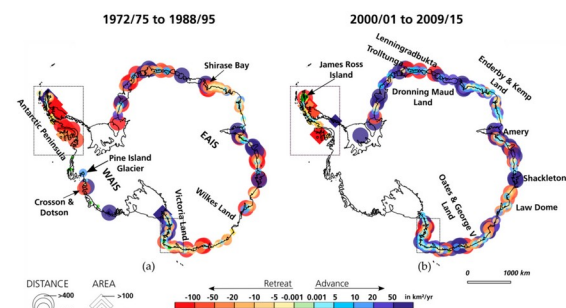 1972/75 to 1988/95
2000/01 to 2009/15
Shirase Bay
Antarctic Peninsula
EAIS
Pine Island
Glacier
WAIS
Crosson &
Dotson
Victoria Land
Wilkes Land
(a)
James Ross
Island
Lenningradbukta
Trolltunga
Dronning Maud
Land
Enderby & Kemp
Land
Amery
Shackleton
Law Dome
Oates & George V
Land
(b)
0 1000 km
DISTANCE
>400
AREA
>100
Retreat Advance
-100 -50 -20 -10 -5 -0.001 0.001 5 10 20 50 in km²/yr